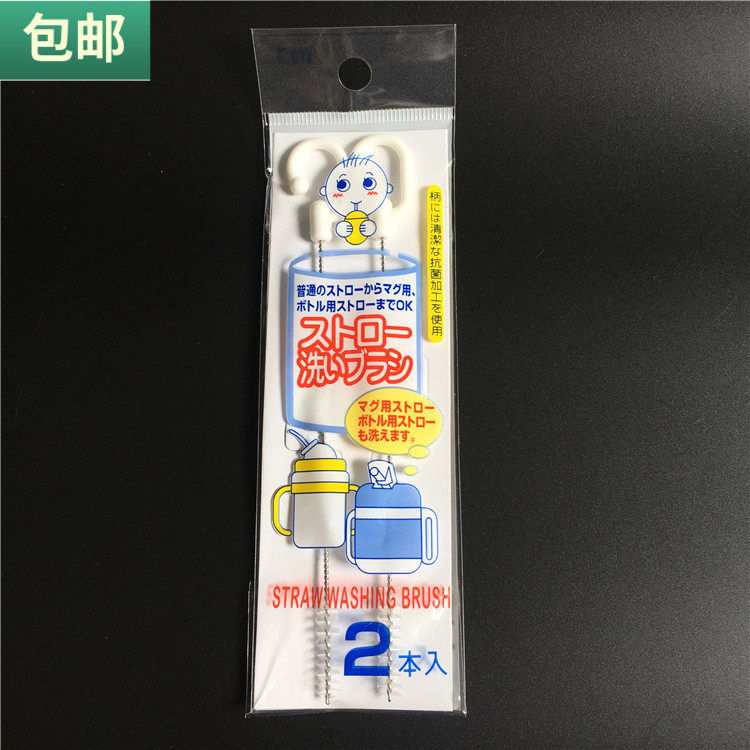 包邮
柄には清潔な抗菌加工を使用
普通のストローからマグ用、
ボトル用ストローまでOK
ストロー
洗いブラシ
マグ用ストロー
ボトル用ストロー
も洗えます。
STRAW WASHING BRUSH
2本入